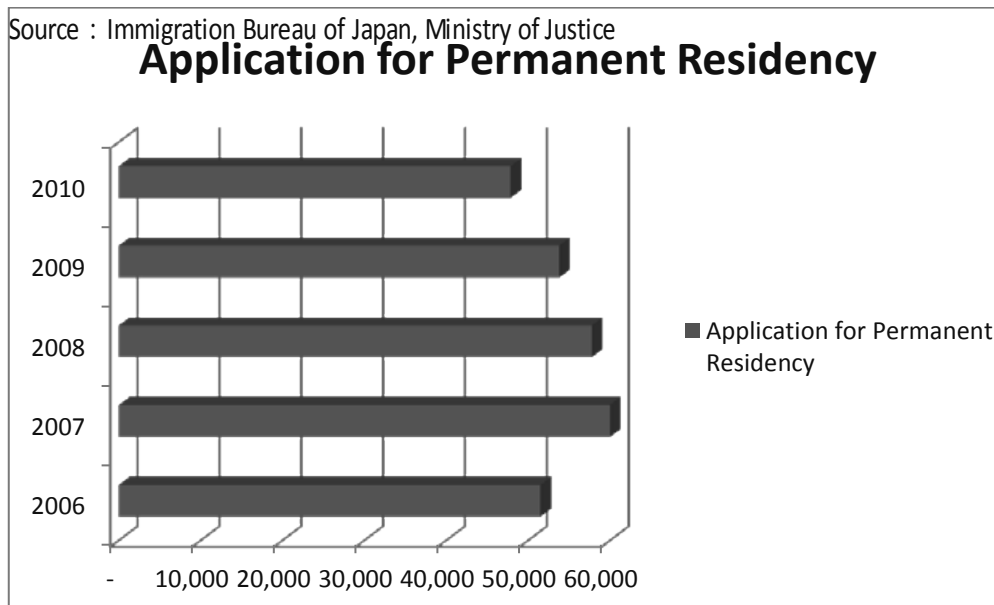 Source : Immigration Bureau of Japan, Ministry of Justice
Application for Permanent Residency
2010
2009
2008
2007
2006
- 10,000 20,000 30,000 40,000 50,000 60,000
Application for Permanent
Residency